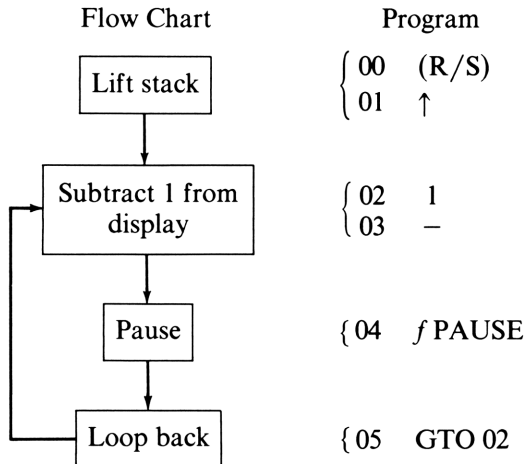 Flow Chart Program
Lift stack
00 (R/S)
01 ↑
Subtract 1 from
display
02 1
03 −
Pause
04 f PAUSE
Loop back
05 GTO 02